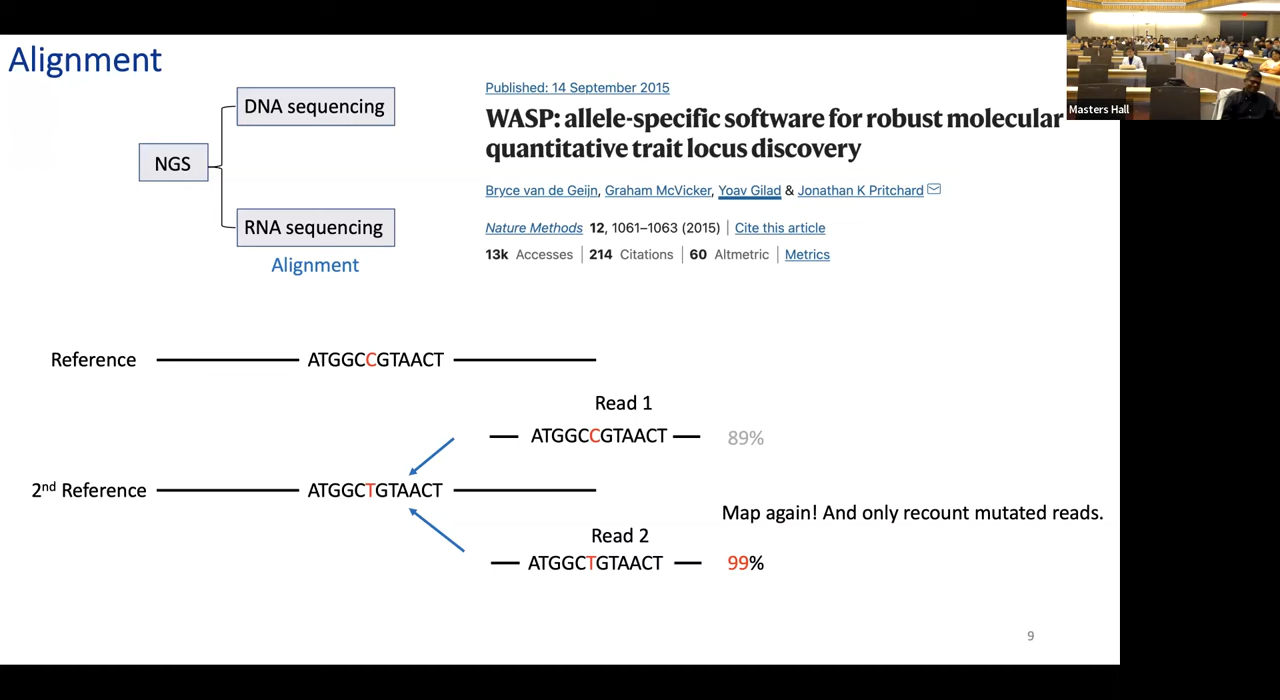 Alignment
Masters Hall
NGS
DNA sequencing
RNA sequencing
Alignment
Published: 14 September 2015
WASP: allele-specific software for robust molecular
quantitative trait locus discovery
Bryce van de Geijn, Graham McVicker, Yoav Gilad & Jonathan K Pritchard
Nature Methods 12, 1061–1063 (2015) | Cite this article
13k Accesses | 214 Citations | 60 Altmetric | Metrics
Reference ATGGCCGTAACT
Read 1
ATGGCCGTAACT 89%
2nd Reference ATGGCTGTAACT
Map again! And only recount mutated reads.
Read 2
ATGGCTGTAACT 99%
9